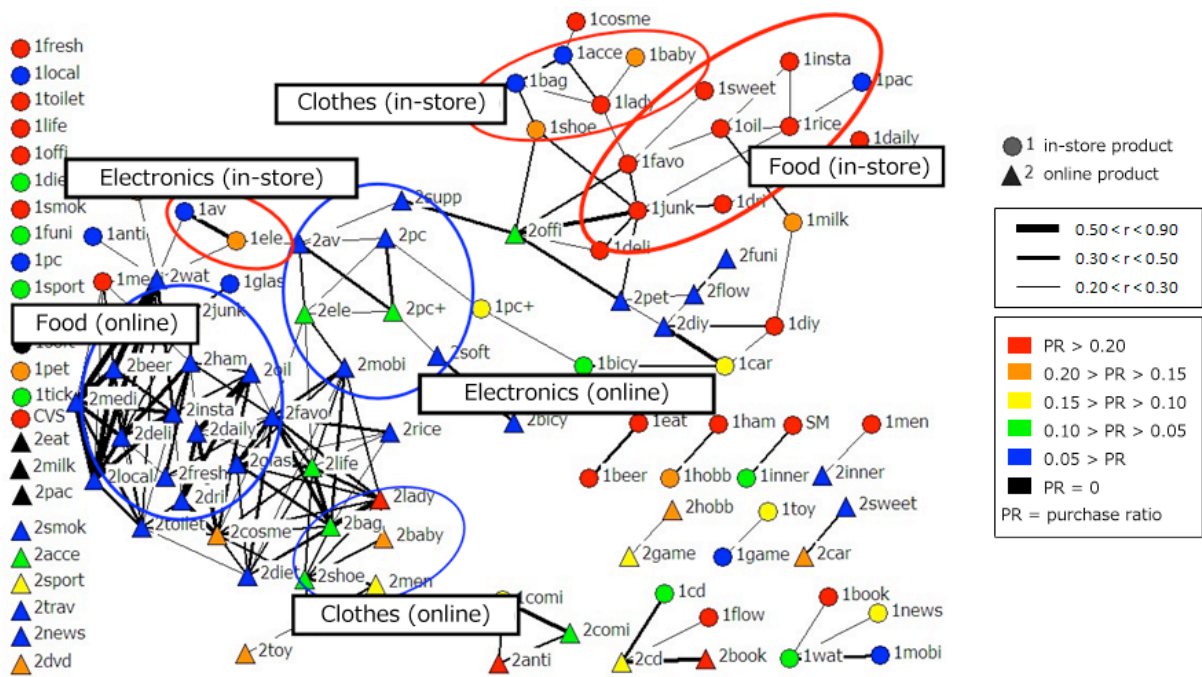 1fresh
1local
1toilet
1life
1offi
1die
1smok
1funi
1pc
1sport
1pet
1tick
CVS
2eat
2milk
2pac
2smok
2acce
2sport
2trav
2news
2dvd
1cosme
1acce
1baby
1bag
1lady
1shoe
Clothes (in-store)
1insta
1sweet
1pac
1oil
1rice
1daily
1favo
Food (in-store)
1junk
1dri
1deli
1milk
Electronics (in-store)
1av
1ele
1anti
2supp
2av
2pc
2offi
2wat
1glas
2junk
Food (online)
2ele
2pc+
1pc+
2pet
2flow
2funi
2diy
1diy
2beer
2ham
2oil
2mobi
2soft
1bicy
1car
Electronics (online)
2medi
2insta
2favo
2daily
2deli
2rice
2bicy
2local
2fresh
2glas
2life
2dri
2lady
2toilet
2cosme
2bag
2baby
2diet
2shoe
2men
Clothes (online)
2toy
1comi
2comi
2anti
1eat
1beer
1ham
1hobb
SM
1inner
1men
2inner
2hobb
2game
1toy
1game
2sweet
2car
1cd
1flow
2cd
2book
1book
1news
1wat
1mobi
1 in-store product
2 online product
0.50 < r < 0.90
0.30 < r < 0.50
0.20 < r < 0.30
PR > 0.20
0.20 > PR > 0.15
0.15 > PR > 0.10
0.10 > PR > 0.05
0.05 > PR
PR = 0
PR = purchase ratio